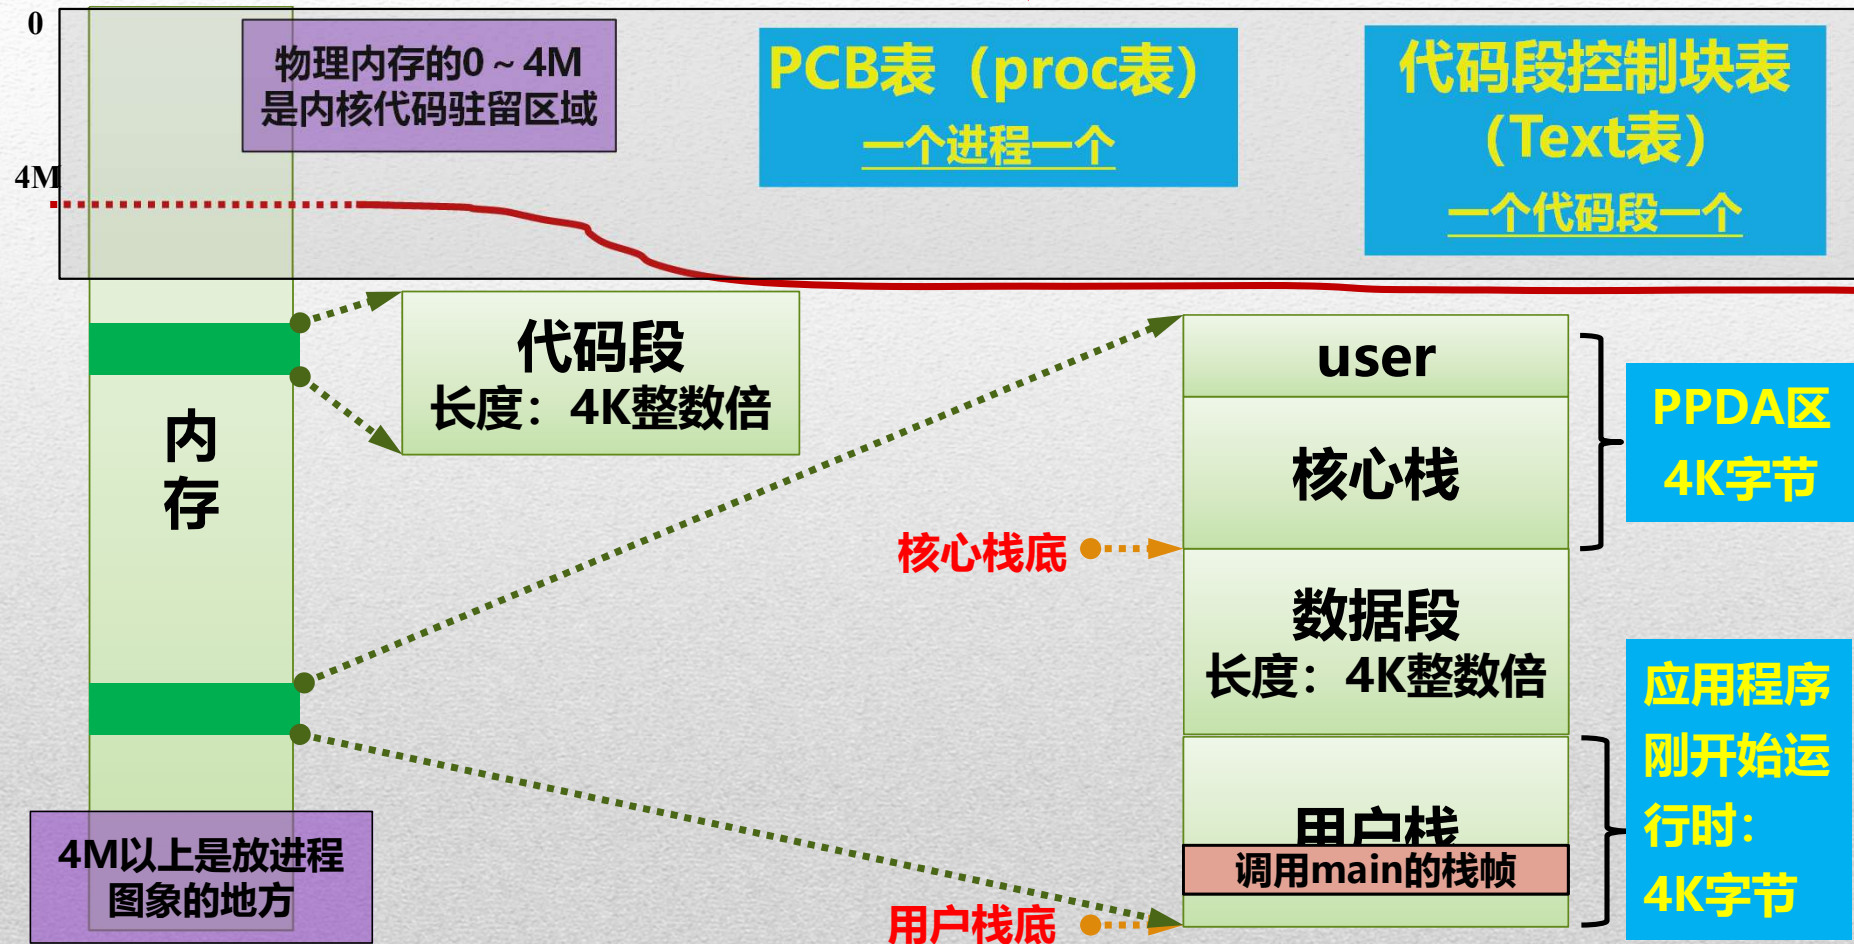 0
物理内存的0~4M
是内核代码驻留区域
PCB表（proc表）
一个进程一个
代码段控制块表
（Text表）
一个代码段一个
4M
代码段
长度：4K整数倍
内
存
user
核心栈
PPDA区
4K字节
核心栈底
数据段
长度：4K整数倍
用户栈
调用main的栈帧
应用程序
刚开始运
行时：
4K字节
4M以上是放进程
图象的地方
用户栈底